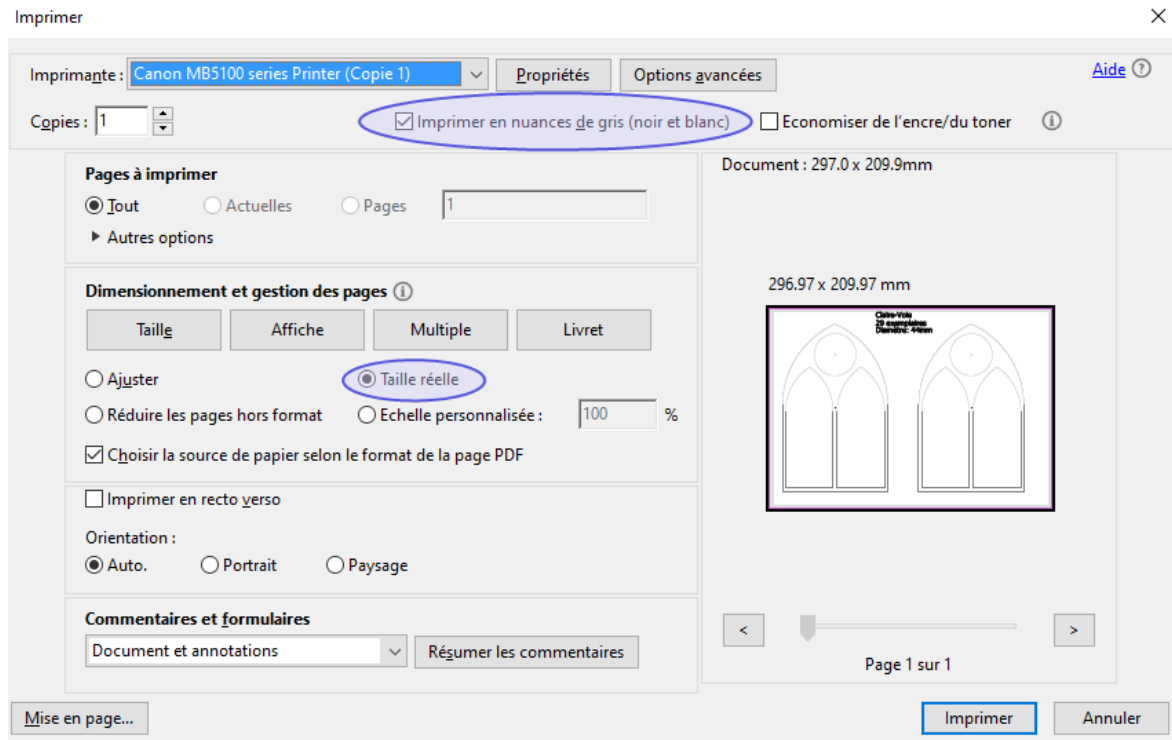 Imprimer
Imprimante : Canon MB5100 series Printer (Copie 1) Propriétés Options avancées Aide
Copies : 1 Imprimer en nuances de gris (noir et blanc) Economiser de l'encre/du toner
Pages à imprimer
Tout Actuelles Pages 1
Autres options
Dimensionnement et gestion des pages
Taille Affiche Multiple Livret
Ajuster Taille réelle
Réduire les pages hors format Echelle personnalisée : 100 %
Choisir la source de papier selon le format de la page PDF
Imprimer en recto verso
Orientation :
Auto. Portrait Paysage
Commentaires et formulaires
Document et annotations Résumer les commentaires
Document : 297.0 x 209.9mm
296.97 x 209.97 mm
Claire-Voie
29 exemplaires
Diamètre: 44mm
< >
Page 1 sur 1
Mise en page... Imprimer Annuler